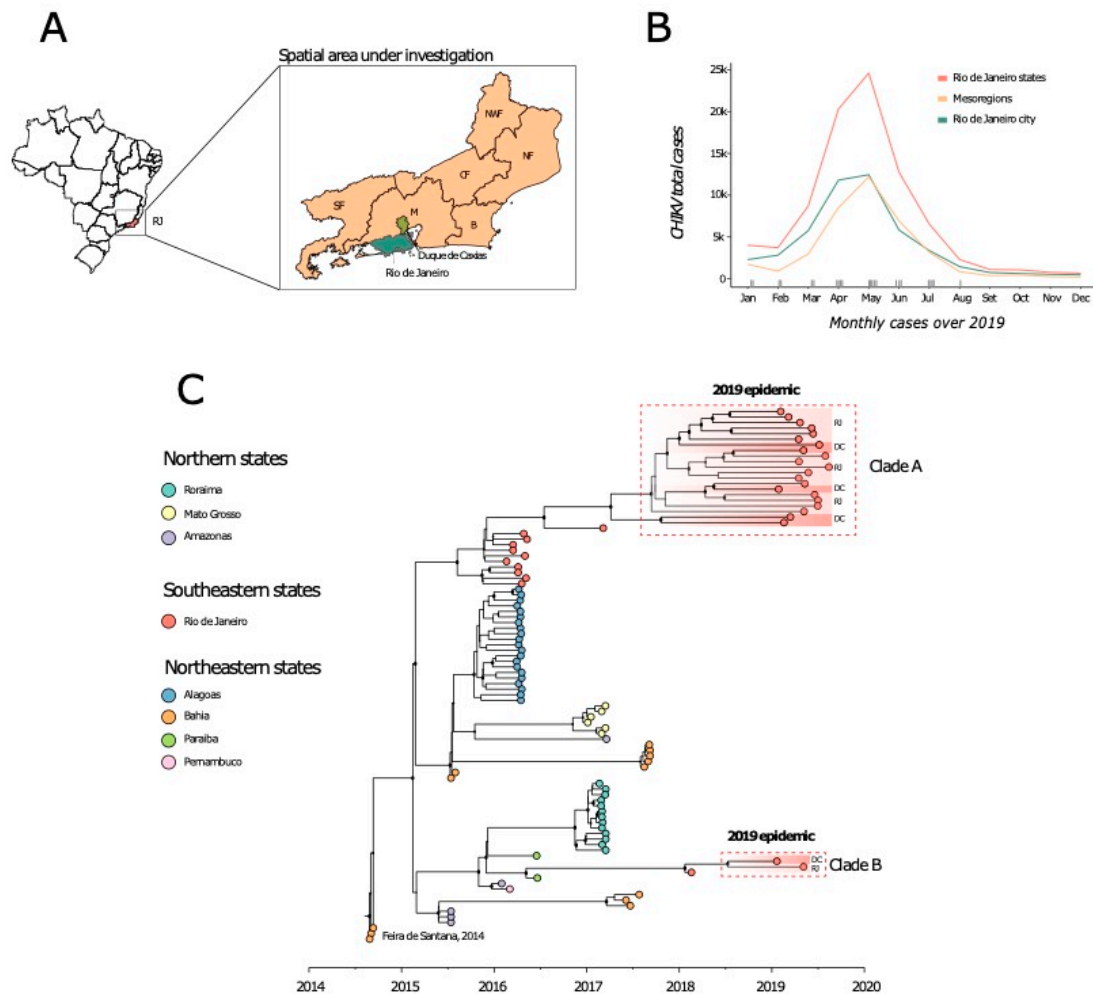 A
Spatial area under investigation
RJ
NWF
NF
CF
SF
M
B
Duque de Caxias
Rio de Janeiro
B
25k
20k
15k
10k
5k
0
CHIKV total cases
Rio de Janeiro states
Mesoregions
Rio de Janeiro city
Jan Feb Mar Apr May Jun Jul Aug Set Oct Nov Dec
Monthly cases over 2019
C
Northern states
Roraima
Mato Grosso
Amazonas
Southeastern states
Rio de Janeiro
Northeastern states
Alagoas
Bahia
Paraiba
Pernambuco
2019 epidemic
RJ
DC
RJ
DC
RJ
DC
Clade A
2019 epidemic
DC
RJ
Clade B
Feira de Santana, 2014
2014 2015 2016 2017 2018 2019 2020